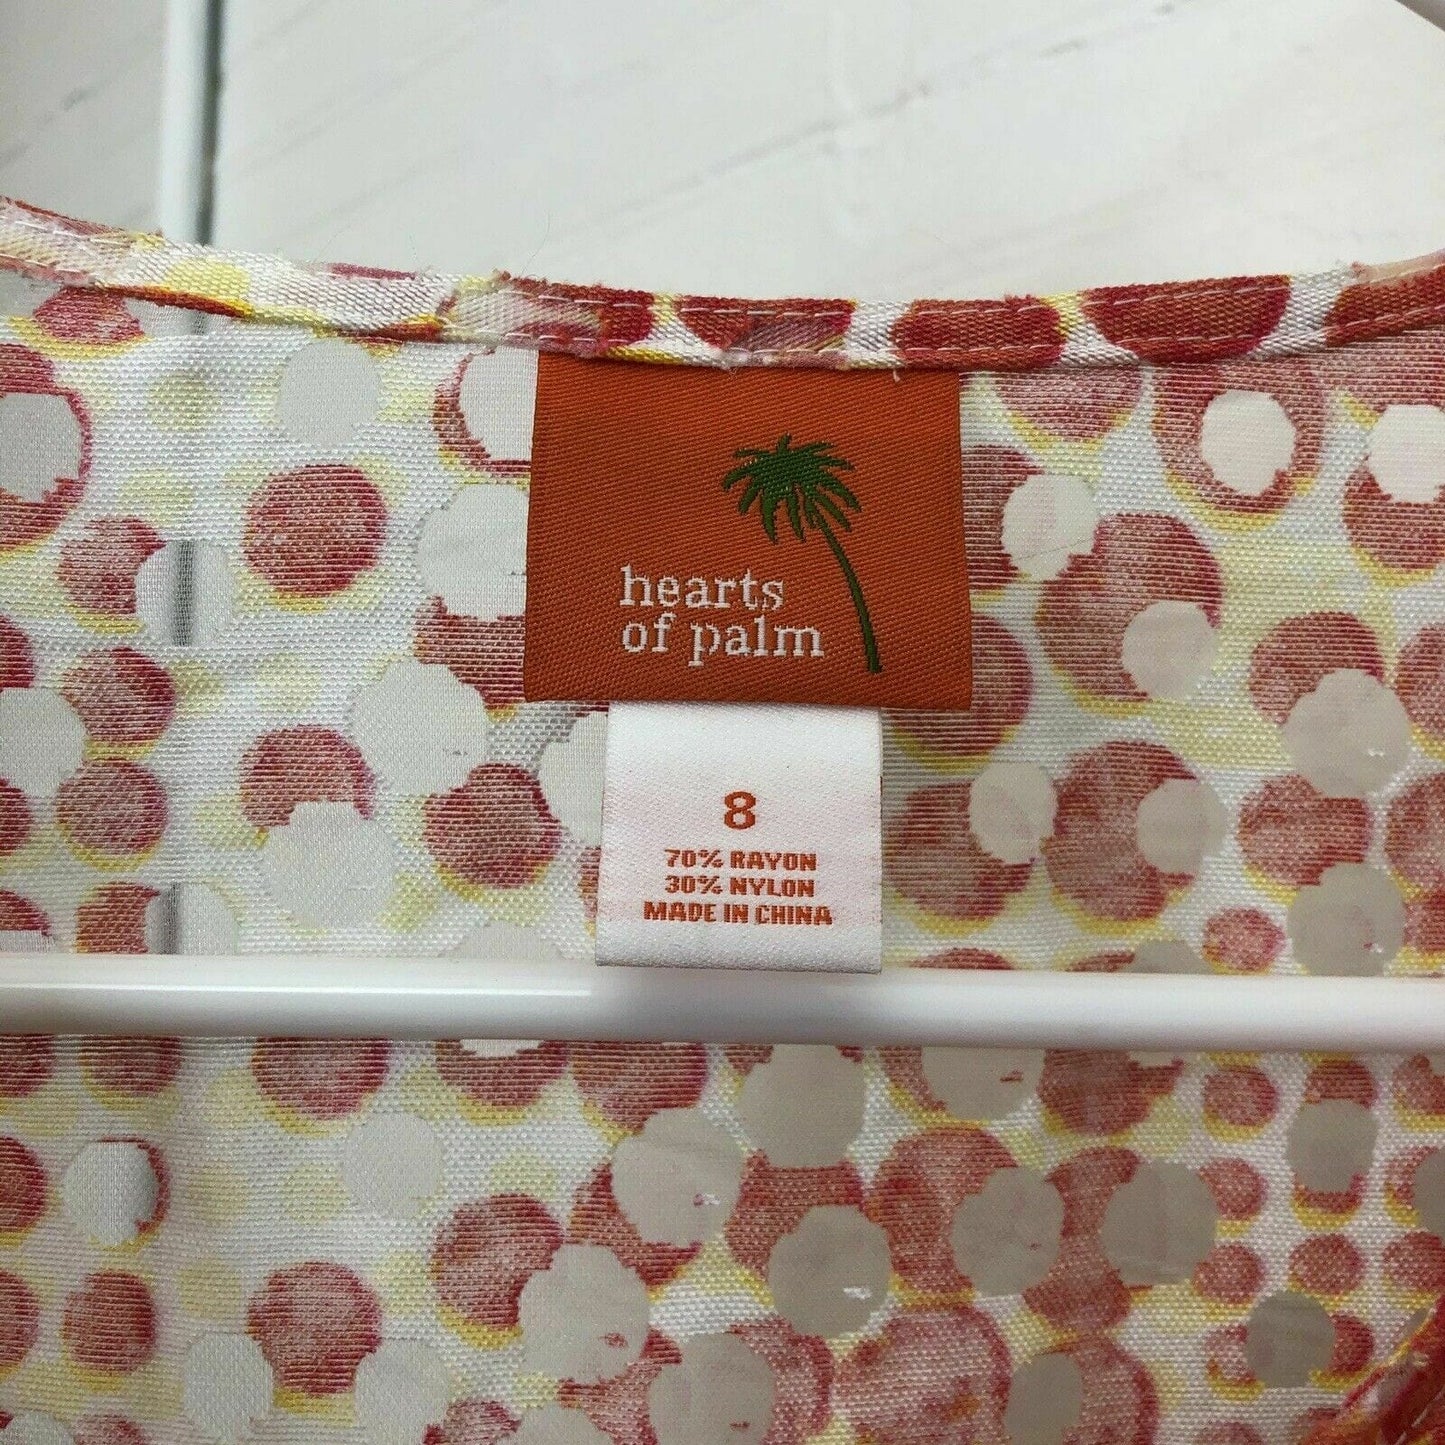 hearts
of palm
8
70% RAYON
30% NYLON
MADE IN CHINA